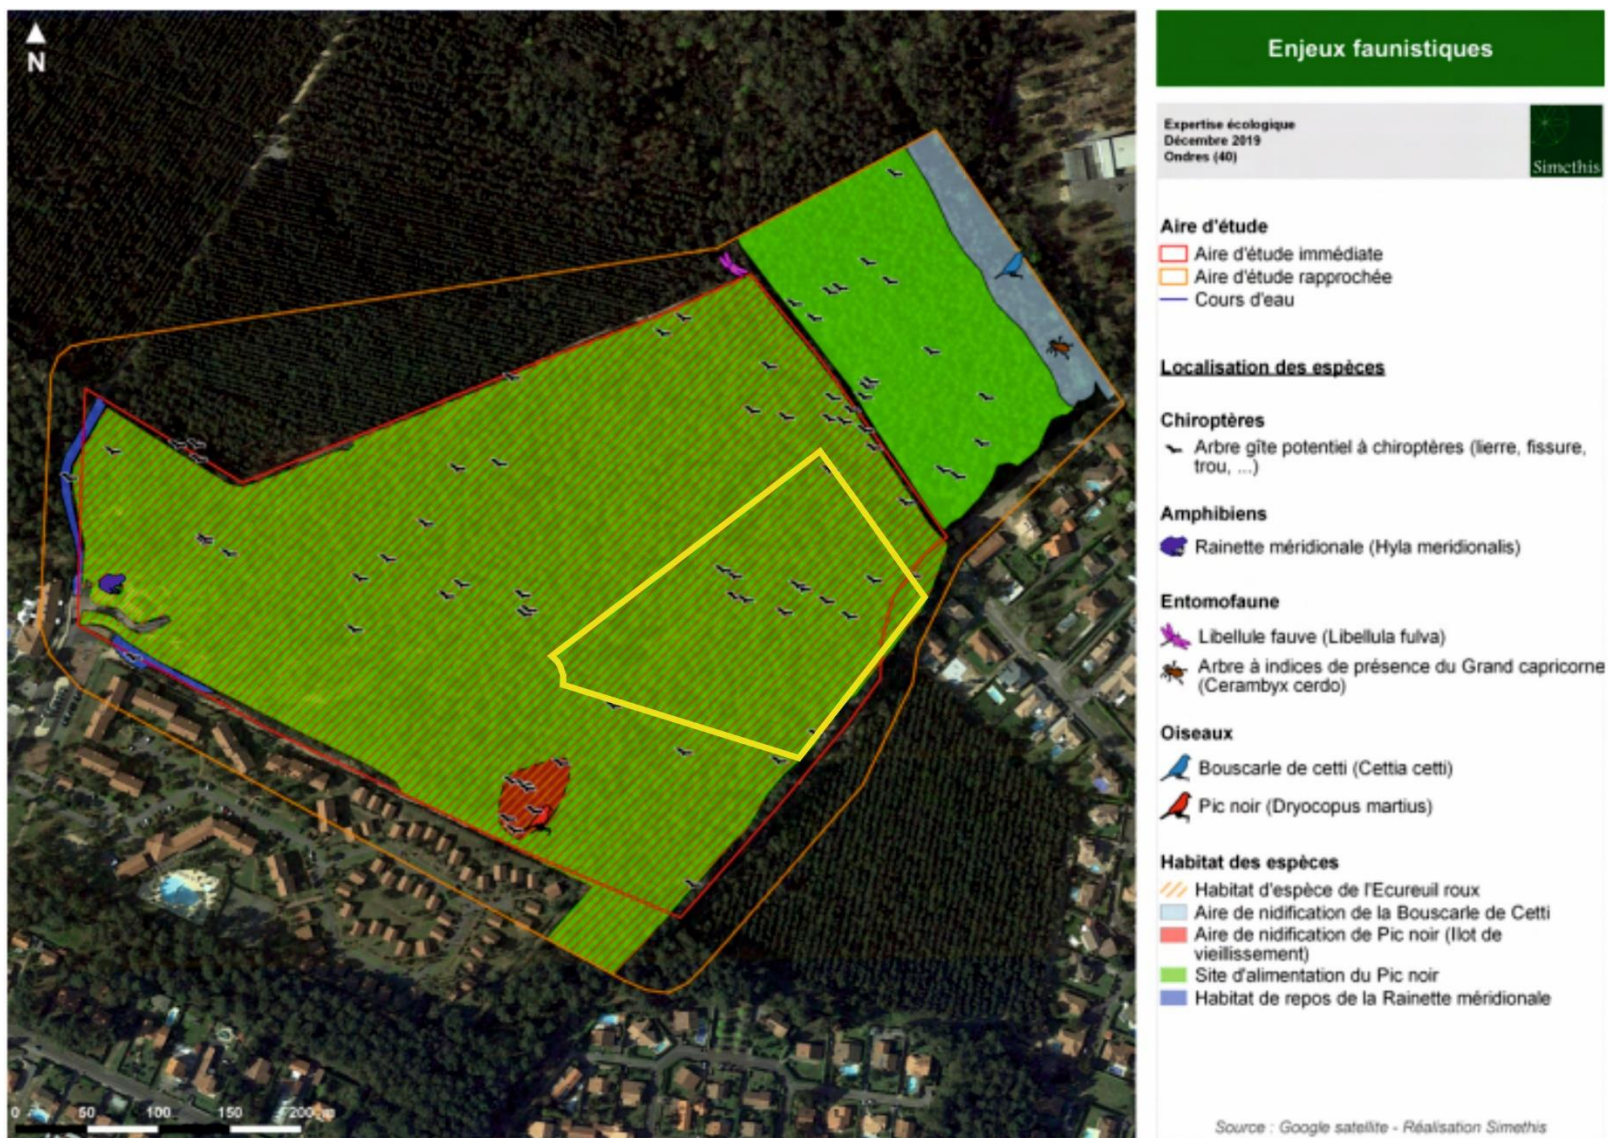 N
Enjeux faunistiques
Expertise écologique
Décembre 2019
Ondres (40)
Simethis
Aire d'étude
Aire d'étude immédiate
Aire d'étude rapprochée
Cours d'eau
Localisation des espèces
Chiroptères
Arbre gîte potentiel à chiroptères (lierre, fissure,
trou, ...)
Amphibiens
Rainette méridionale (Hyla meridionalis)
Entomofaune
Libellule fauve (Libellula fulva)
Arbre à indices de présence du Grand capricorne
(Cerambyx cerdo)
Oiseaux
Bouscarle de cetti (Cettia cetti)
Pic noir (Dryocopus martius)
Habitat des espèces
Habitat d'espèce de l'Ecureuil roux
Aire de nidification de la Bouscarle de Cetti
Aire de nidification de Pic noir (Ilot de
vieillissement)
Site d'alimentation du Pic noir
Habitat de repos de la Rainette méridionale
0 50 100 150 200 m
Source : Google satellite - Réalisation Simethis